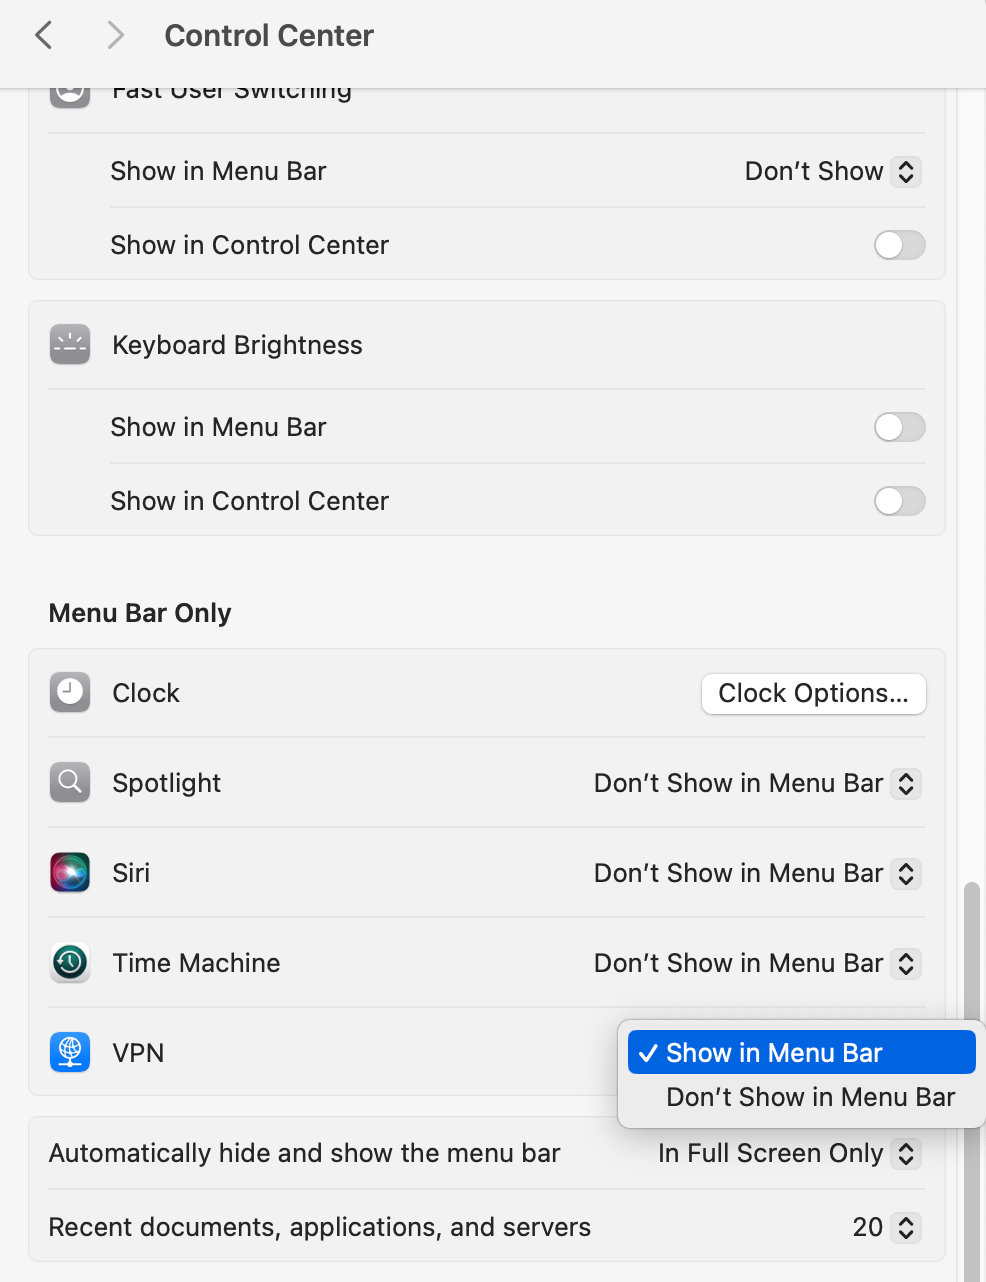 Control Center
Fast User Switching
Show in Menu Bar Don’t Show
Show in Control Center
Keyboard Brightness
Show in Menu Bar
Show in Control Center
Menu Bar Only
Clock Clock Options...
Spotlight Don’t Show in Menu Bar
Siri Don’t Show in Menu Bar
Time Machine Don’t Show in Menu Bar
VPN ✓ Show in Menu Bar
Don’t Show in Menu Bar
Automatically hide and show the menu bar In Full Screen Only
Recent documents, applications, and servers 20